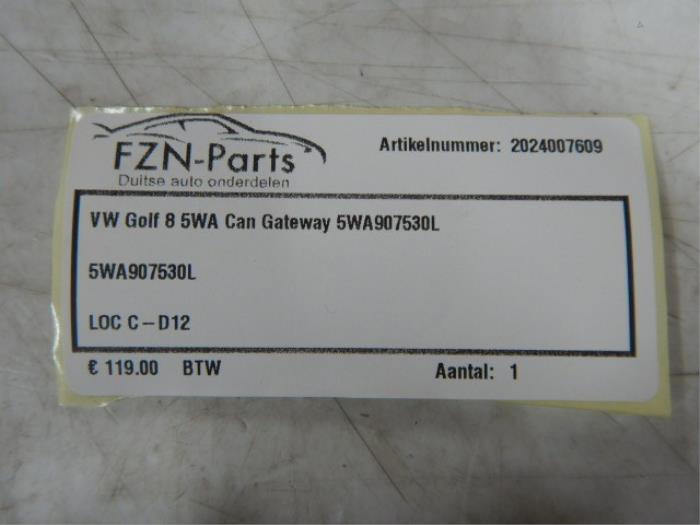 FZN-Parts
Duitse auto onderdelen
Artikelnummer: 2024007609
VW Golf 8 5WA Can Gateway 5WA907530L
5WA907530L
LOC C - D12
€ 119.00 BTW Aantal: 1